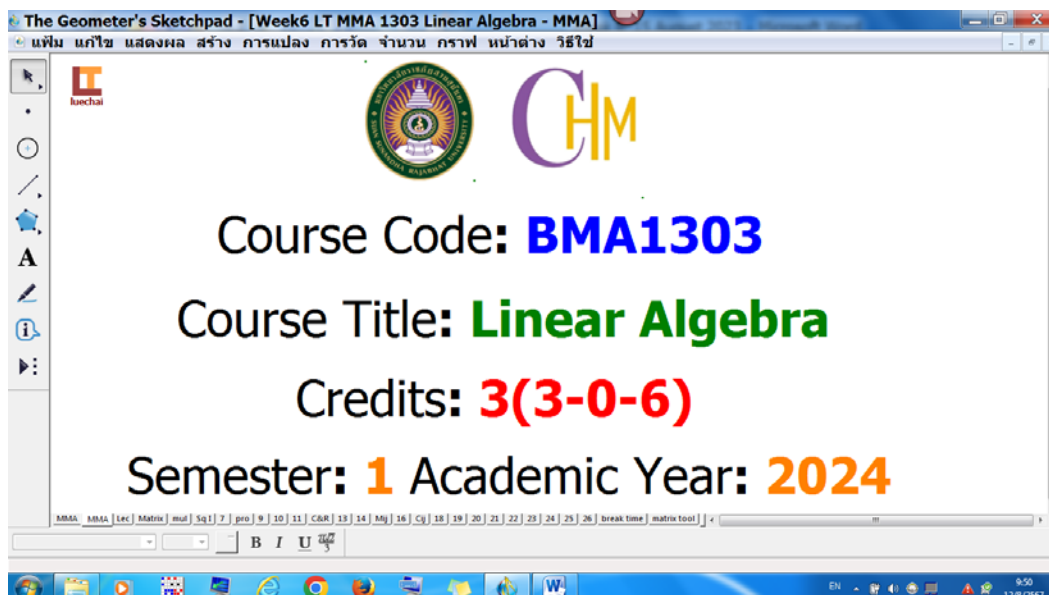 The Geometer's Sketchpad - [Week6 LT MMA 1303 Linear Algebra - MMA]
แฟ้ม แก้ไข แสดงผล สร้าง การแปลง การวัด จำนวน กราฟ หน้าต่าง วิธีใช้
LT
luechai
CHM
SUAN SUNANDHA RAJABHAT UNIVERSITY
Course Code: BMA1303
Course Title: Linear Algebra
Credits: 3(3-0-6)
Semester: 1 Academic Year: 2024
A
MMA MMA Lec Matrix mul Sq I 7 pro 9 10 11 C&R 13 14 Mij 16 Cij 18 19 20 21 22 23 24 25 26 break time matrix tool
B I U
EN 9:50